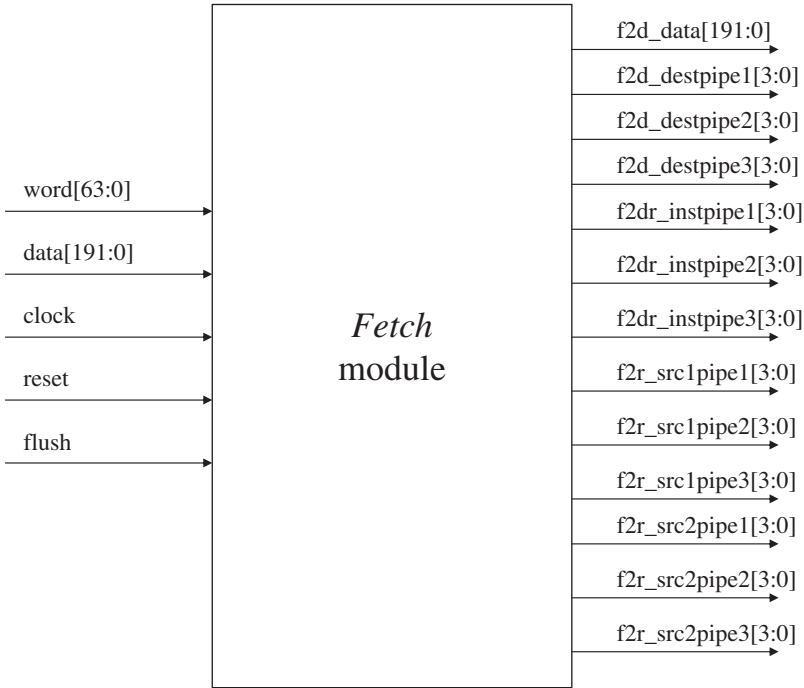 word[63:0]
data[191:0]
clock
reset
flush
Fetch
module
f2d_data[191:0]
f2d_destpipe1[3:0]
f2d_destpipe2[3:0]
f2d_destpipe3[3:0]
f2dr_instpipe1[3:0]
f2dr_instpipe2[3:0]
f2dr_instpipe3[3:0]
f2r_src1pipe1[3:0]
f2r_src1pipe2[3:0]
f2r_src1pipe3[3:0]
f2r_src2pipe1[3:0]
f2r_src2pipe2[3:0]
f2r_src2pipe3[3:0]